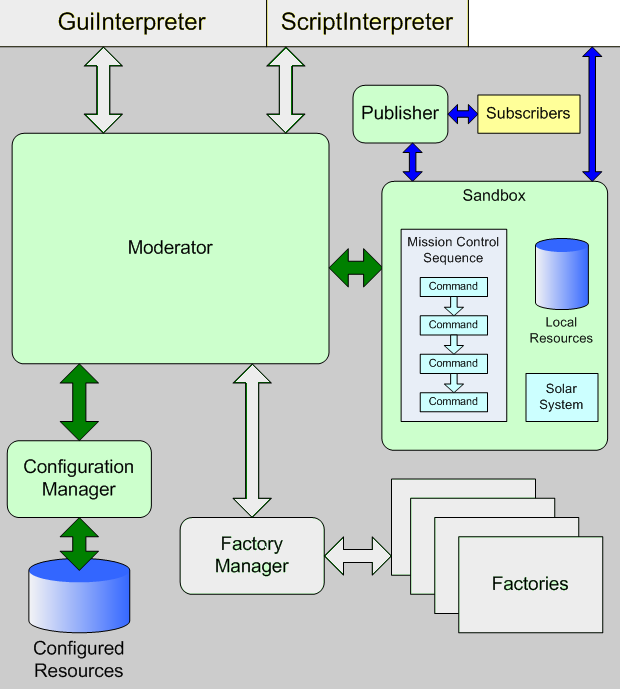 GuiInterpreter
ScriptInterpreter
Publisher
Subscribers
Moderator
Sandbox
Mission Control
Sequence
Command
Command
Command
Command
Local
Resources
Solar
System
Configuration
Manager
Configured
Resources
Factory
Manager
Factories